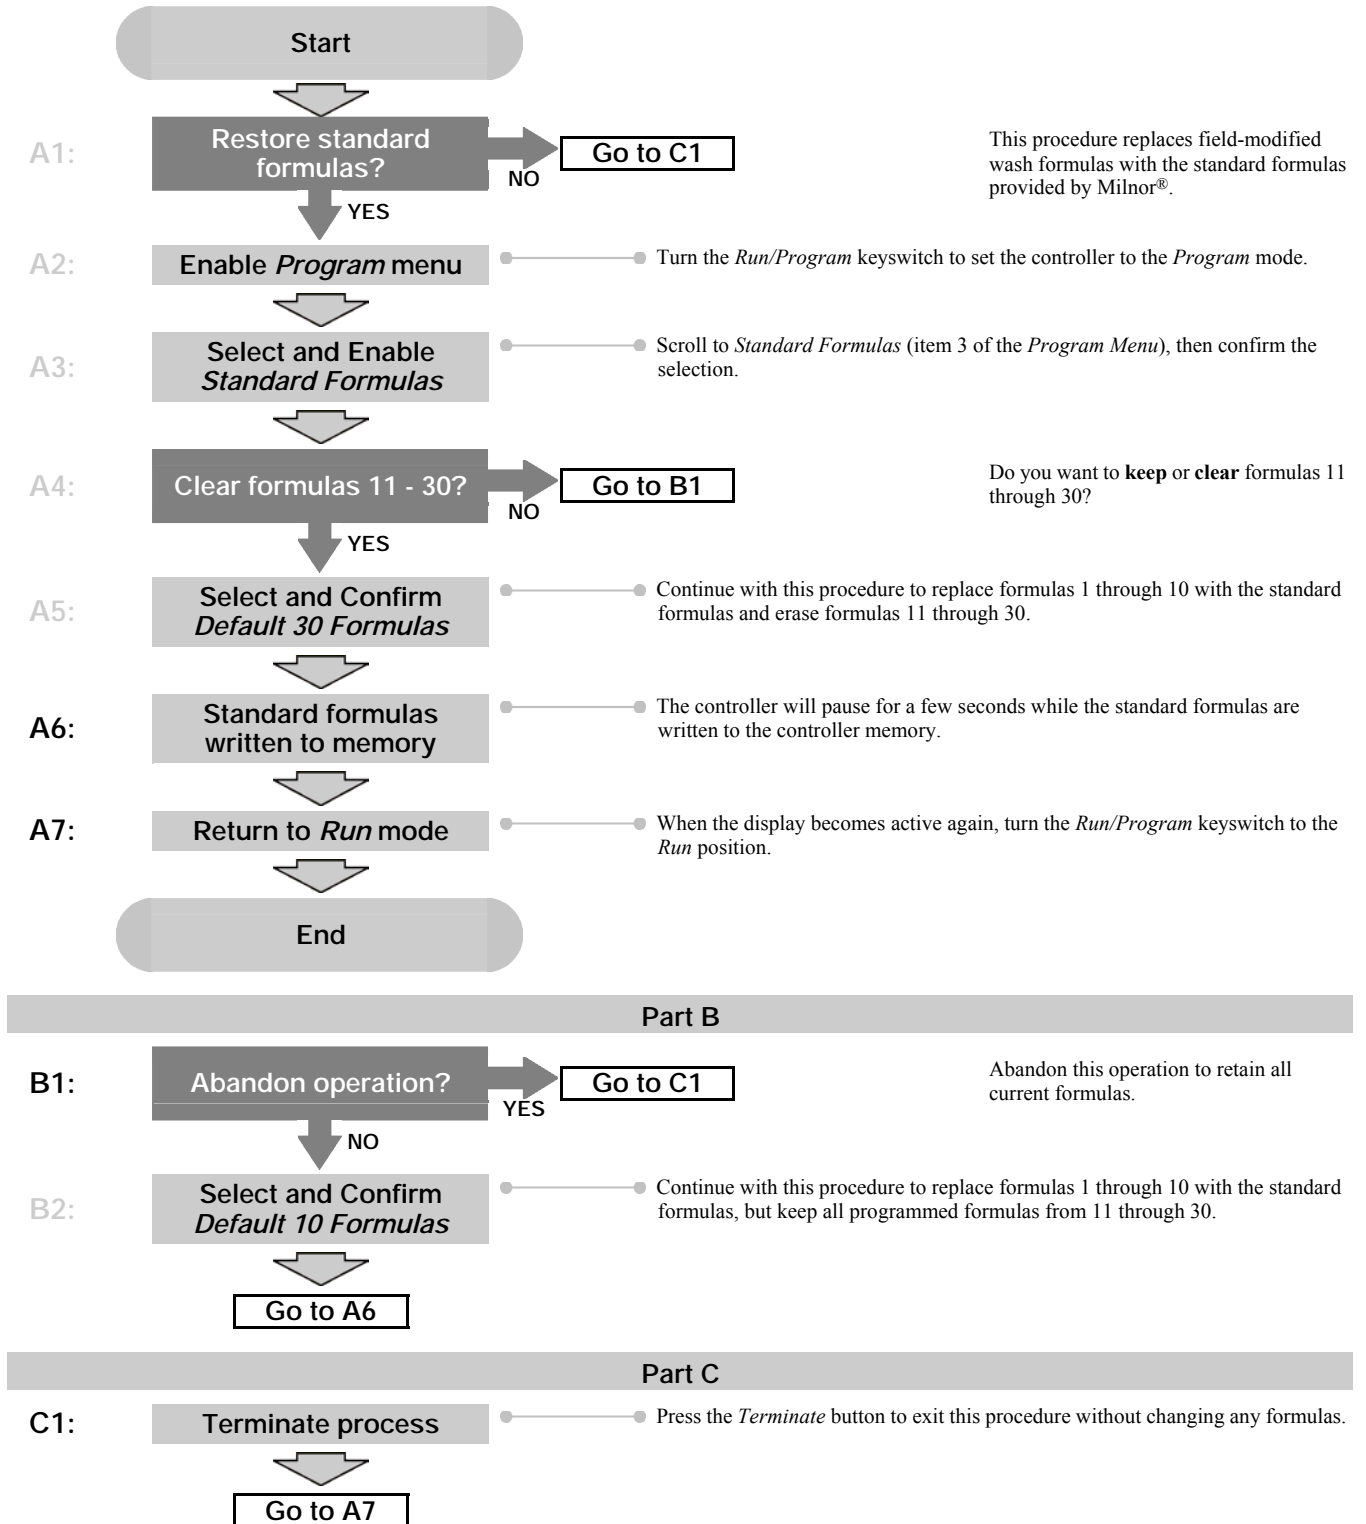 Start
A1:
Restore standard
formulas?
NO
Go to C1
This procedure replaces field-modified
wash formulas with the standard formulas
provided by Milnor®.
YES
A2:
Enable Program menu
Turn the Run/Program keyswitch to set the controller to the Program mode.
A3:
Select and Enable
Standard Formulas
Scroll to Standard Formulas (item 3 of the Program Menu), then confirm the
selection.
A4:
Clear formulas 11 - 30?
NO
Go to B1
Do you want to keep or clear formulas 11
through 30?
YES
A5:
Select and Confirm
Default 30 Formulas
Continue with this procedure to replace formulas 1 through 10 with the standard
formulas and erase formulas 11 through 30.
A6:
Standard formulas
written to memory
The controller will pause for a few seconds while the standard formulas are
written to the controller memory.
A7:
Return to Run mode
When the display becomes active again, turn the Run/Program keyswitch to the
Run position.
End
Part B
B1:
Abandon operation?
YES
Go to C1
Abandon this operation to retain all
current formulas.
NO
B2:
Select and Confirm
Default 10 Formulas
Continue with this procedure to replace formulas 1 through 10 with the standard
formulas, but keep all programmed formulas from 11 through 30.
Go to A6
Part C
C1:
Terminate process
Press the Terminate button to exit this procedure without changing any formulas.
Go to A7